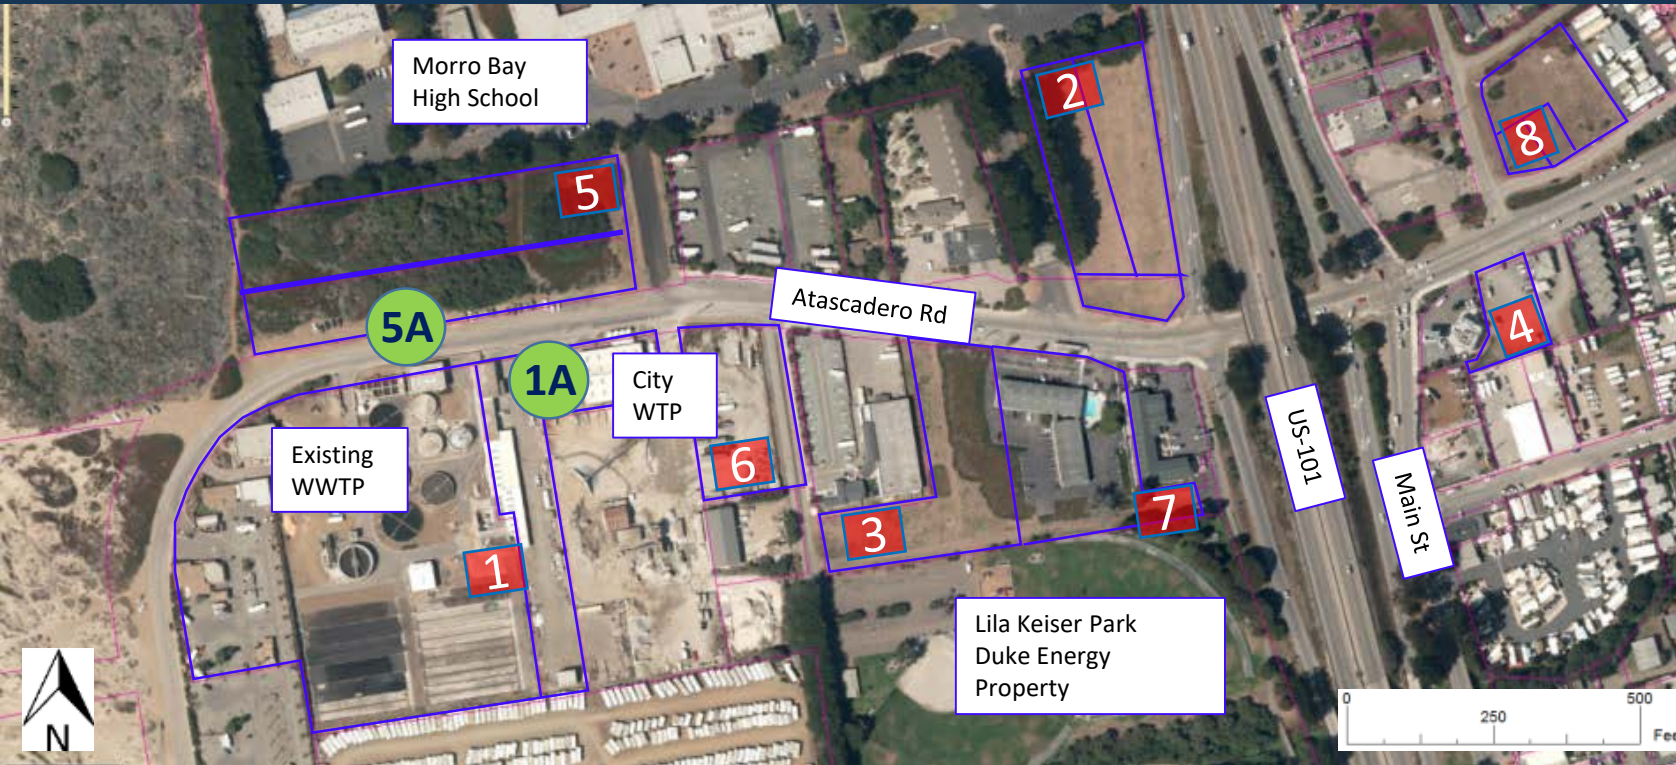 Morro Bay
High School
2
8
5
Atascadero Rd
5A
1A
City
WTP
4
Existing
WWTP
US-101
6
Main St
7
3
1
Lila Keiser Park
Duke Energy
Property
N
0
500
250
Fee